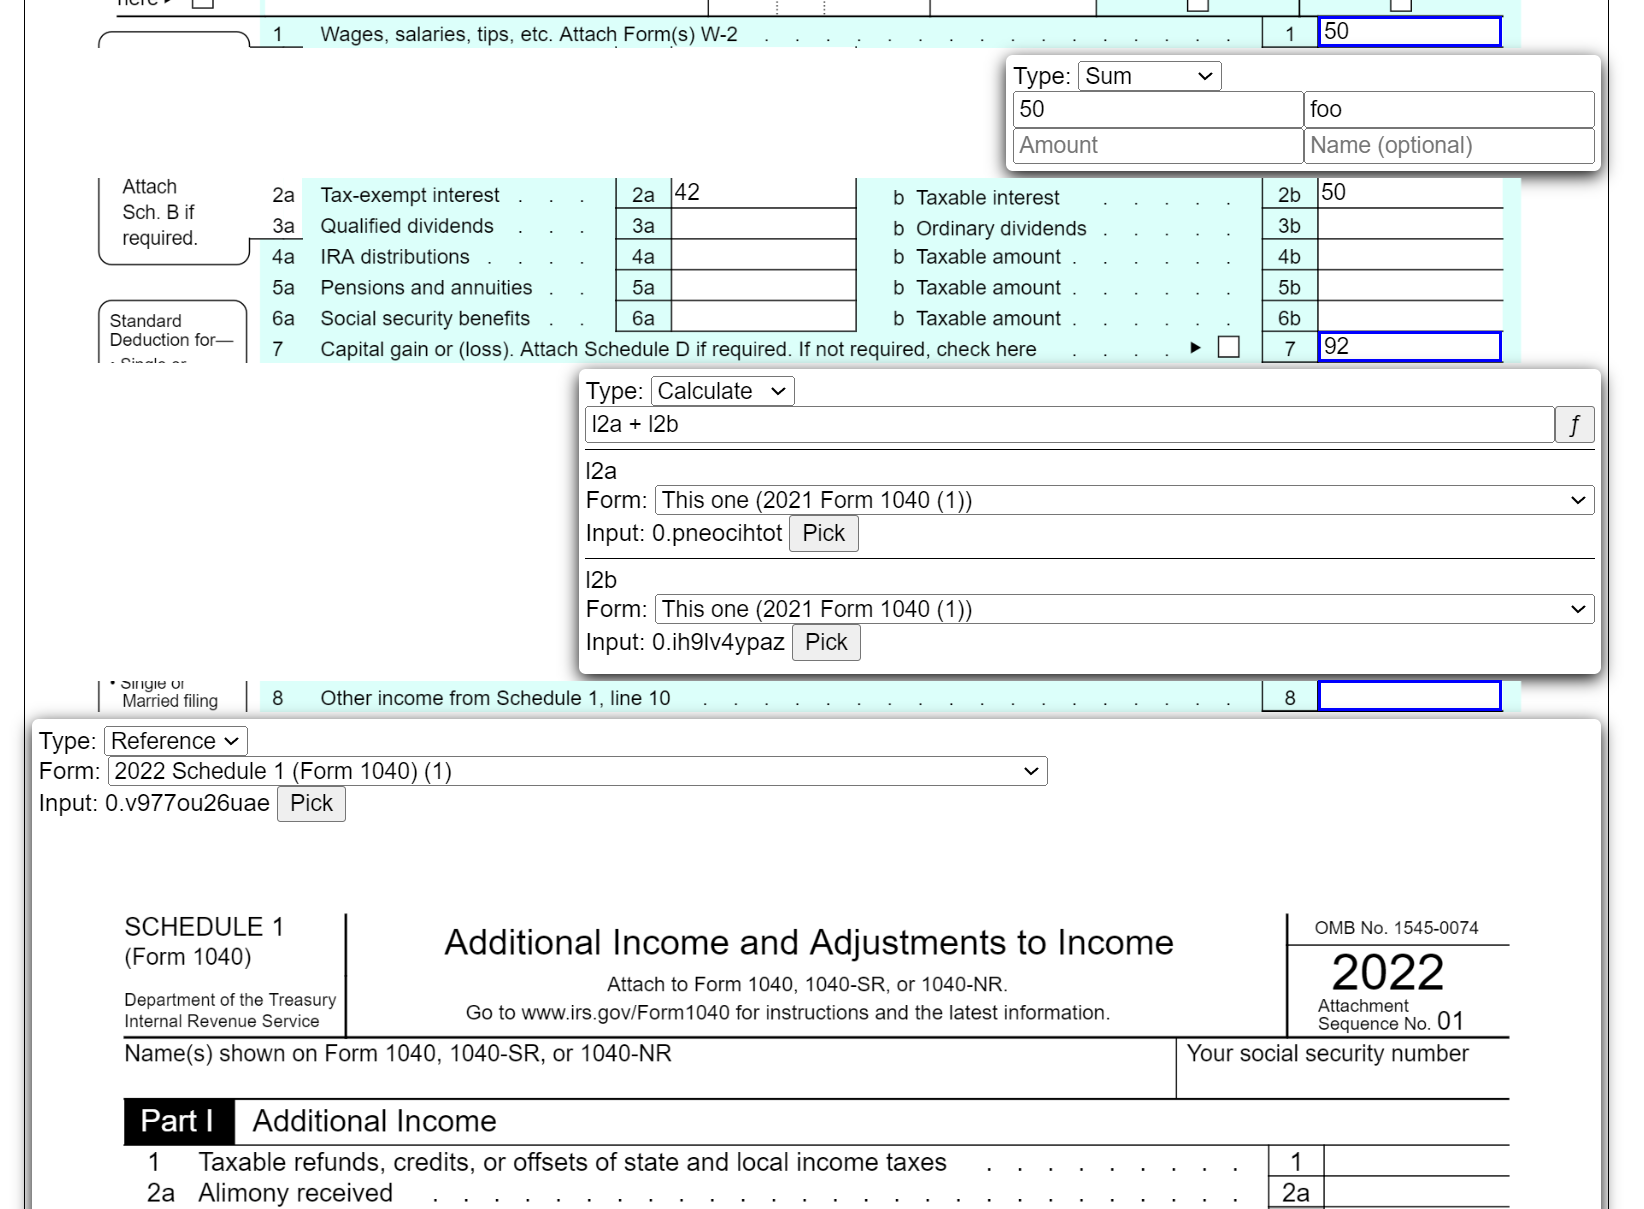 here ▸
1 Wages, salaries, tips, etc. Attach Form(s) W-2 . . . . . . . . . . . . . . . . 1 50
Type: Sum
50 foo
Amount Name (optional)
Attach
Sch. B if
required.
2a Tax-exempt interest . . . 2a 42 b Taxable interest . . . . . 2b 50
3a Qualified dividends . . . 3a b Ordinary dividends . . . . . 3b
4a IRA distributions . . . . 4a b Taxable amount . . . . . . 4b
5a Pensions and annuities . . 5a b Taxable amount . . . . . . 5b
6a Social security benefits . . 6a b Taxable amount . . . . . . 6b
7 Capital gain or (loss). Attach Schedule D if required. If not required, check here . . . . ▶ 7 92
Standard
Deduction for—
• Single or
Type: Calculate
l2a + l2b ƒ
l2a
Form: This one (2021 Form 1040 (1))
Input: 0.pneocihtot Pick
l2b
Form: This one (2021 Form 1040 (1))
Input: 0.ih9lv4ypaz Pick
• Single or
Married filing
8 Other income from Schedule 1, line 10 . . . . . . . . . . . . . . . . . . 8
Type: Reference
Form: 2022 Schedule 1 (Form 1040) (1)
Input: 0.v977ou26uae Pick
SCHEDULE 1
(Form 1040)
Department of the Treasury
Internal Revenue Service
Additional Income and Adjustments to Income
Attach to Form 1040, 1040-SR, or 1040-NR.
Go to www.irs.gov/Form1040 for instructions and the latest information.
OMB No. 1545-0074
2022
Attachment
Sequence No. 01
Name(s) shown on Form 1040, 1040-SR, or 1040-NR
Your social security number
Part I Additional Income
1 Taxable refunds, credits, or offsets of state and local income taxes . . . . . . . . . 1
2a Alimony received . . . . . . . . . . . . . . . . . . . . . . . . . . . 2a